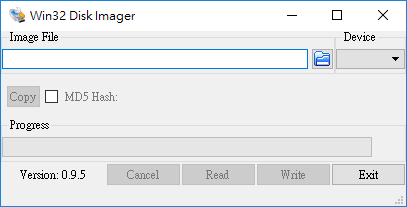 Win32 Disk Imager
Image File
Device
Copy
MD5 Hash:
Progress
Version: 0.9.5
Cancel
Read
Write
Exit